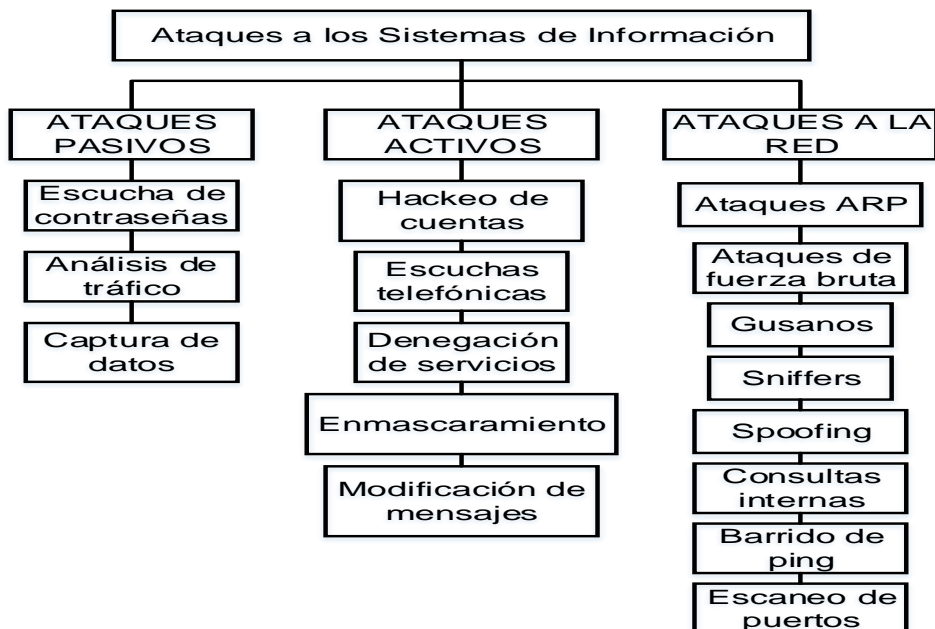 Ataques a los Sistemas de Información
ATAQUES
PASIVOS
Escucha de
contraseñas
Análisis de
tráfico
Captura de
datos
ATAQUES
ACTIVOS
Hackeo de
cuentas
Escuchas
telefónicas
Denegación
de servicios
Enmascaramiento
Modificación de
mensajes
ATAQUES A LA
RED
Ataques ARP
Ataques de
fuerza bruta
Gusanos
Sniffers
Spoofing
Consultas
internas
Barrido de
ping
Escaneo de
puertos